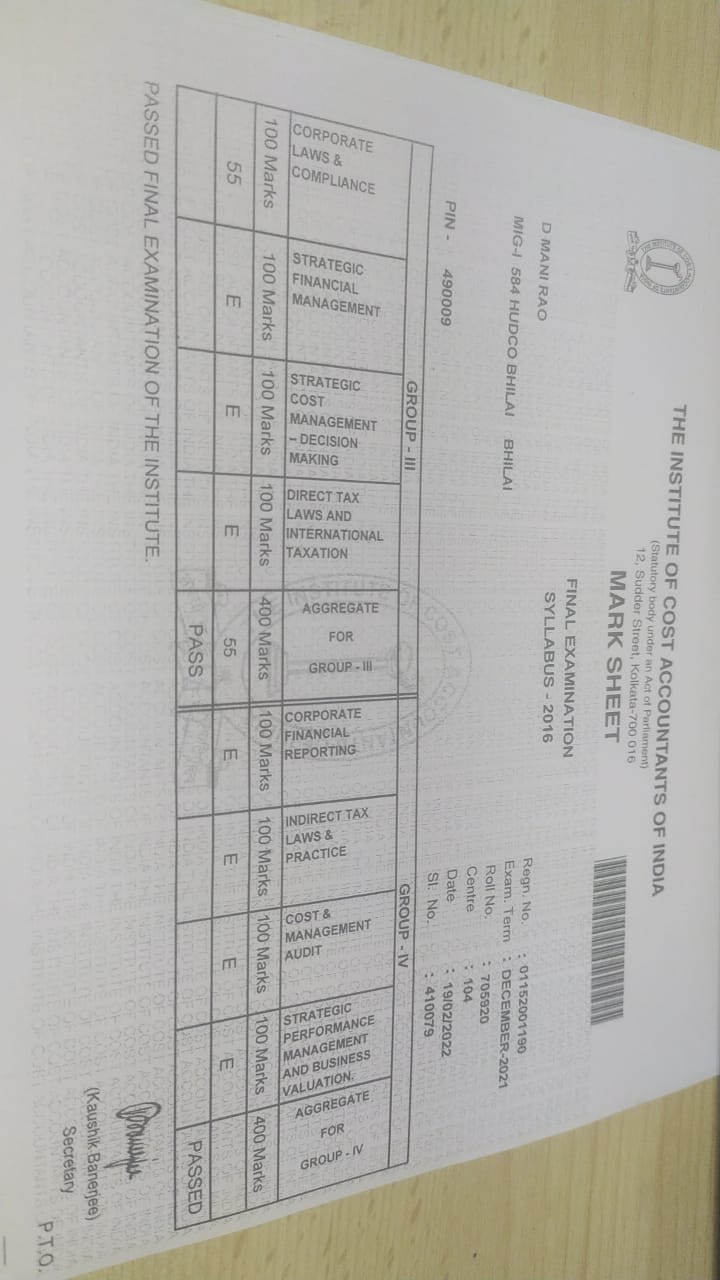 THE INSTITUTE OF COST ACCOUNTANTS OF INDIA
(Statutory body under an Act of Parliament)
12, Sudder Street, Kolkata-700 016
MARK SHEET
FINAL EXAMINATION
SYLLABUS - 2016
D MANI RAO
MIG-I 584 HUDCO BHILAI BHILAI
PIN - 490009
Regn. No. : 01152001190
Exam. Term : DECEMBER-2021
Roll No. : 705920
Centre : 104
Date : 19/02/2022
Sl. No. : 410079
GROUP - III
GROUP - IV
CORPORATE
LAWS &
COMPLIANCE
STRATEGIC
FINANCIAL
MANAGEMENT
STRATEGIC
COST
MANAGEMENT
– DECISION
MAKING
DIRECT TAX
LAWS AND
INTERNATIONAL
TAXATION
AGGREGATE
FOR
GROUP - III
CORPORATE
FINANCIAL
REPORTING
INDIRECT TAX
LAWS &
PRACTICE
COST &
MANAGEMENT
AUDIT
STRATEGIC
PERFORMANCE
MANAGEMENT
AND BUSINESS
VALUATION.
AGGREGATE
FOR
GROUP - IV
100 Marks 100 Marks 100 Marks 100 Marks 400 Marks 100 Marks 100 Marks 100 Marks 100 Marks 400 Marks
55 E E E 55 E E E E
PASS PASSED
PASSED FINAL EXAMINATION OF THE INSTITUTE.
(Kaushik Banerjee)
Secretary
P.T.O.